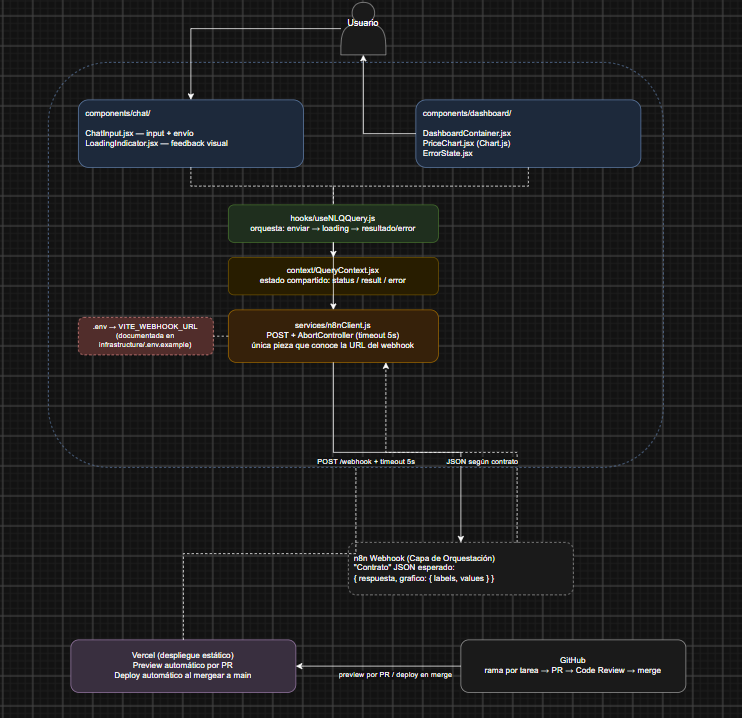 Usuario
components/chat/
ChatInput.jsx — input + envío
LoadingIndicator.jsx — feedback visual
components/dashboard/
DashboardContainer.jsx
PriceChart.jsx (Chart.js)
ErrorState.jsx
hooks/useNLQQuery.js
orquesta: enviar → loading → resultado/error
context/QueryContext.jsx
estado compartido: status / result / error
.env → VITE_WEBHOOK_URL
(documentada en
infrastructure/.env.example)
services/n8nClient.js
POST + AbortController (timeout 5s)
única pieza que conoce la URL del webhook
POST /webhook + timeout 5s
JSON según contrato
n8n Webhook (Capa de Orquestación)
"Contrato" JSON esperado:
{ respuesta, grafico: { labels, values } }
Vercel (despliegue estático)
Preview automático por PR
Deploy automático al mergear a main
preview por PR / deploy en merge
GitHub
rama por tarea → PR → Code Review → merge